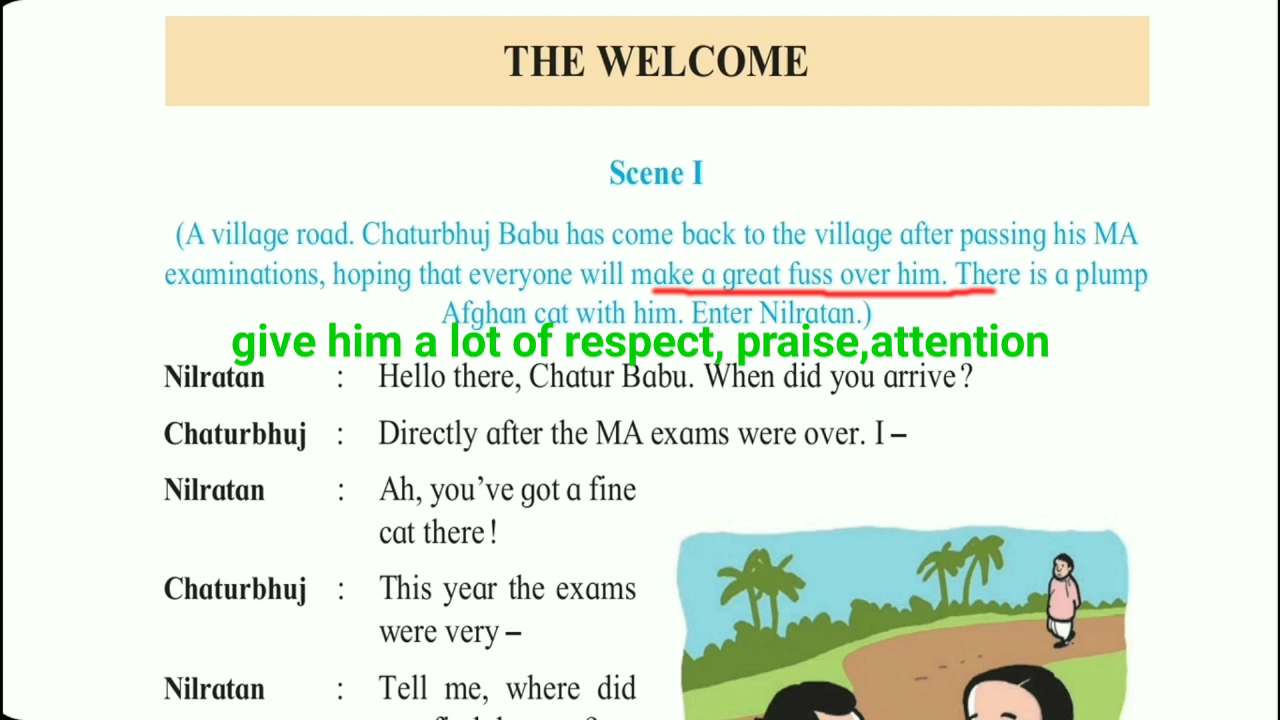 THE WELCOME
Scene I
(A village road. Chaturbhuj Babu has come back to the village after passing his MA
examinations, hoping that everyone will make a great fuss over him. There is a plump
Afghan cat with him. Enter Nilratan.)
give him a lot of respect, praise,attention
Nilratan : Hello there, Chatur Babu. When did you arrive?
Chaturbhuj : Directly after the MA exams were over. I –
Nilratan : Ah, you've got a fine
cat there!
Chaturbhuj : This year the exams
were very –
Nilratan : Tell me, where did